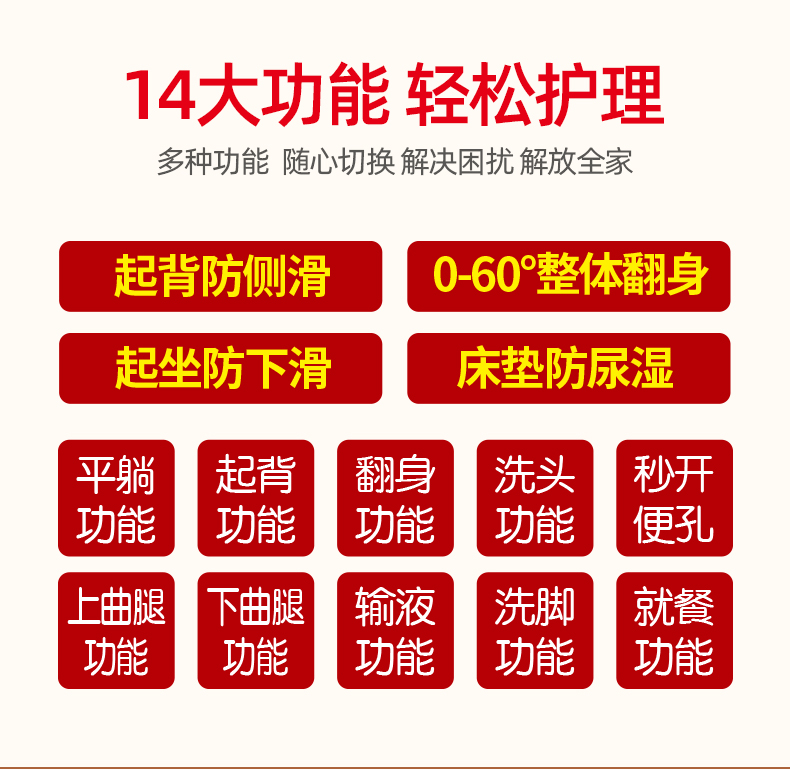 14大功能 轻松护理
多种功能 随心切换 解决困扰 解放全家
起背防侧滑
0-60°整体翻身
起坐防下滑
床垫防尿湿
平躺
功能
起背
功能
翻身
功能
洗头
功能
秒开
便孔
上曲腿
功能
下曲腿
功能
输液
功能
洗脚
功能
就餐
功能